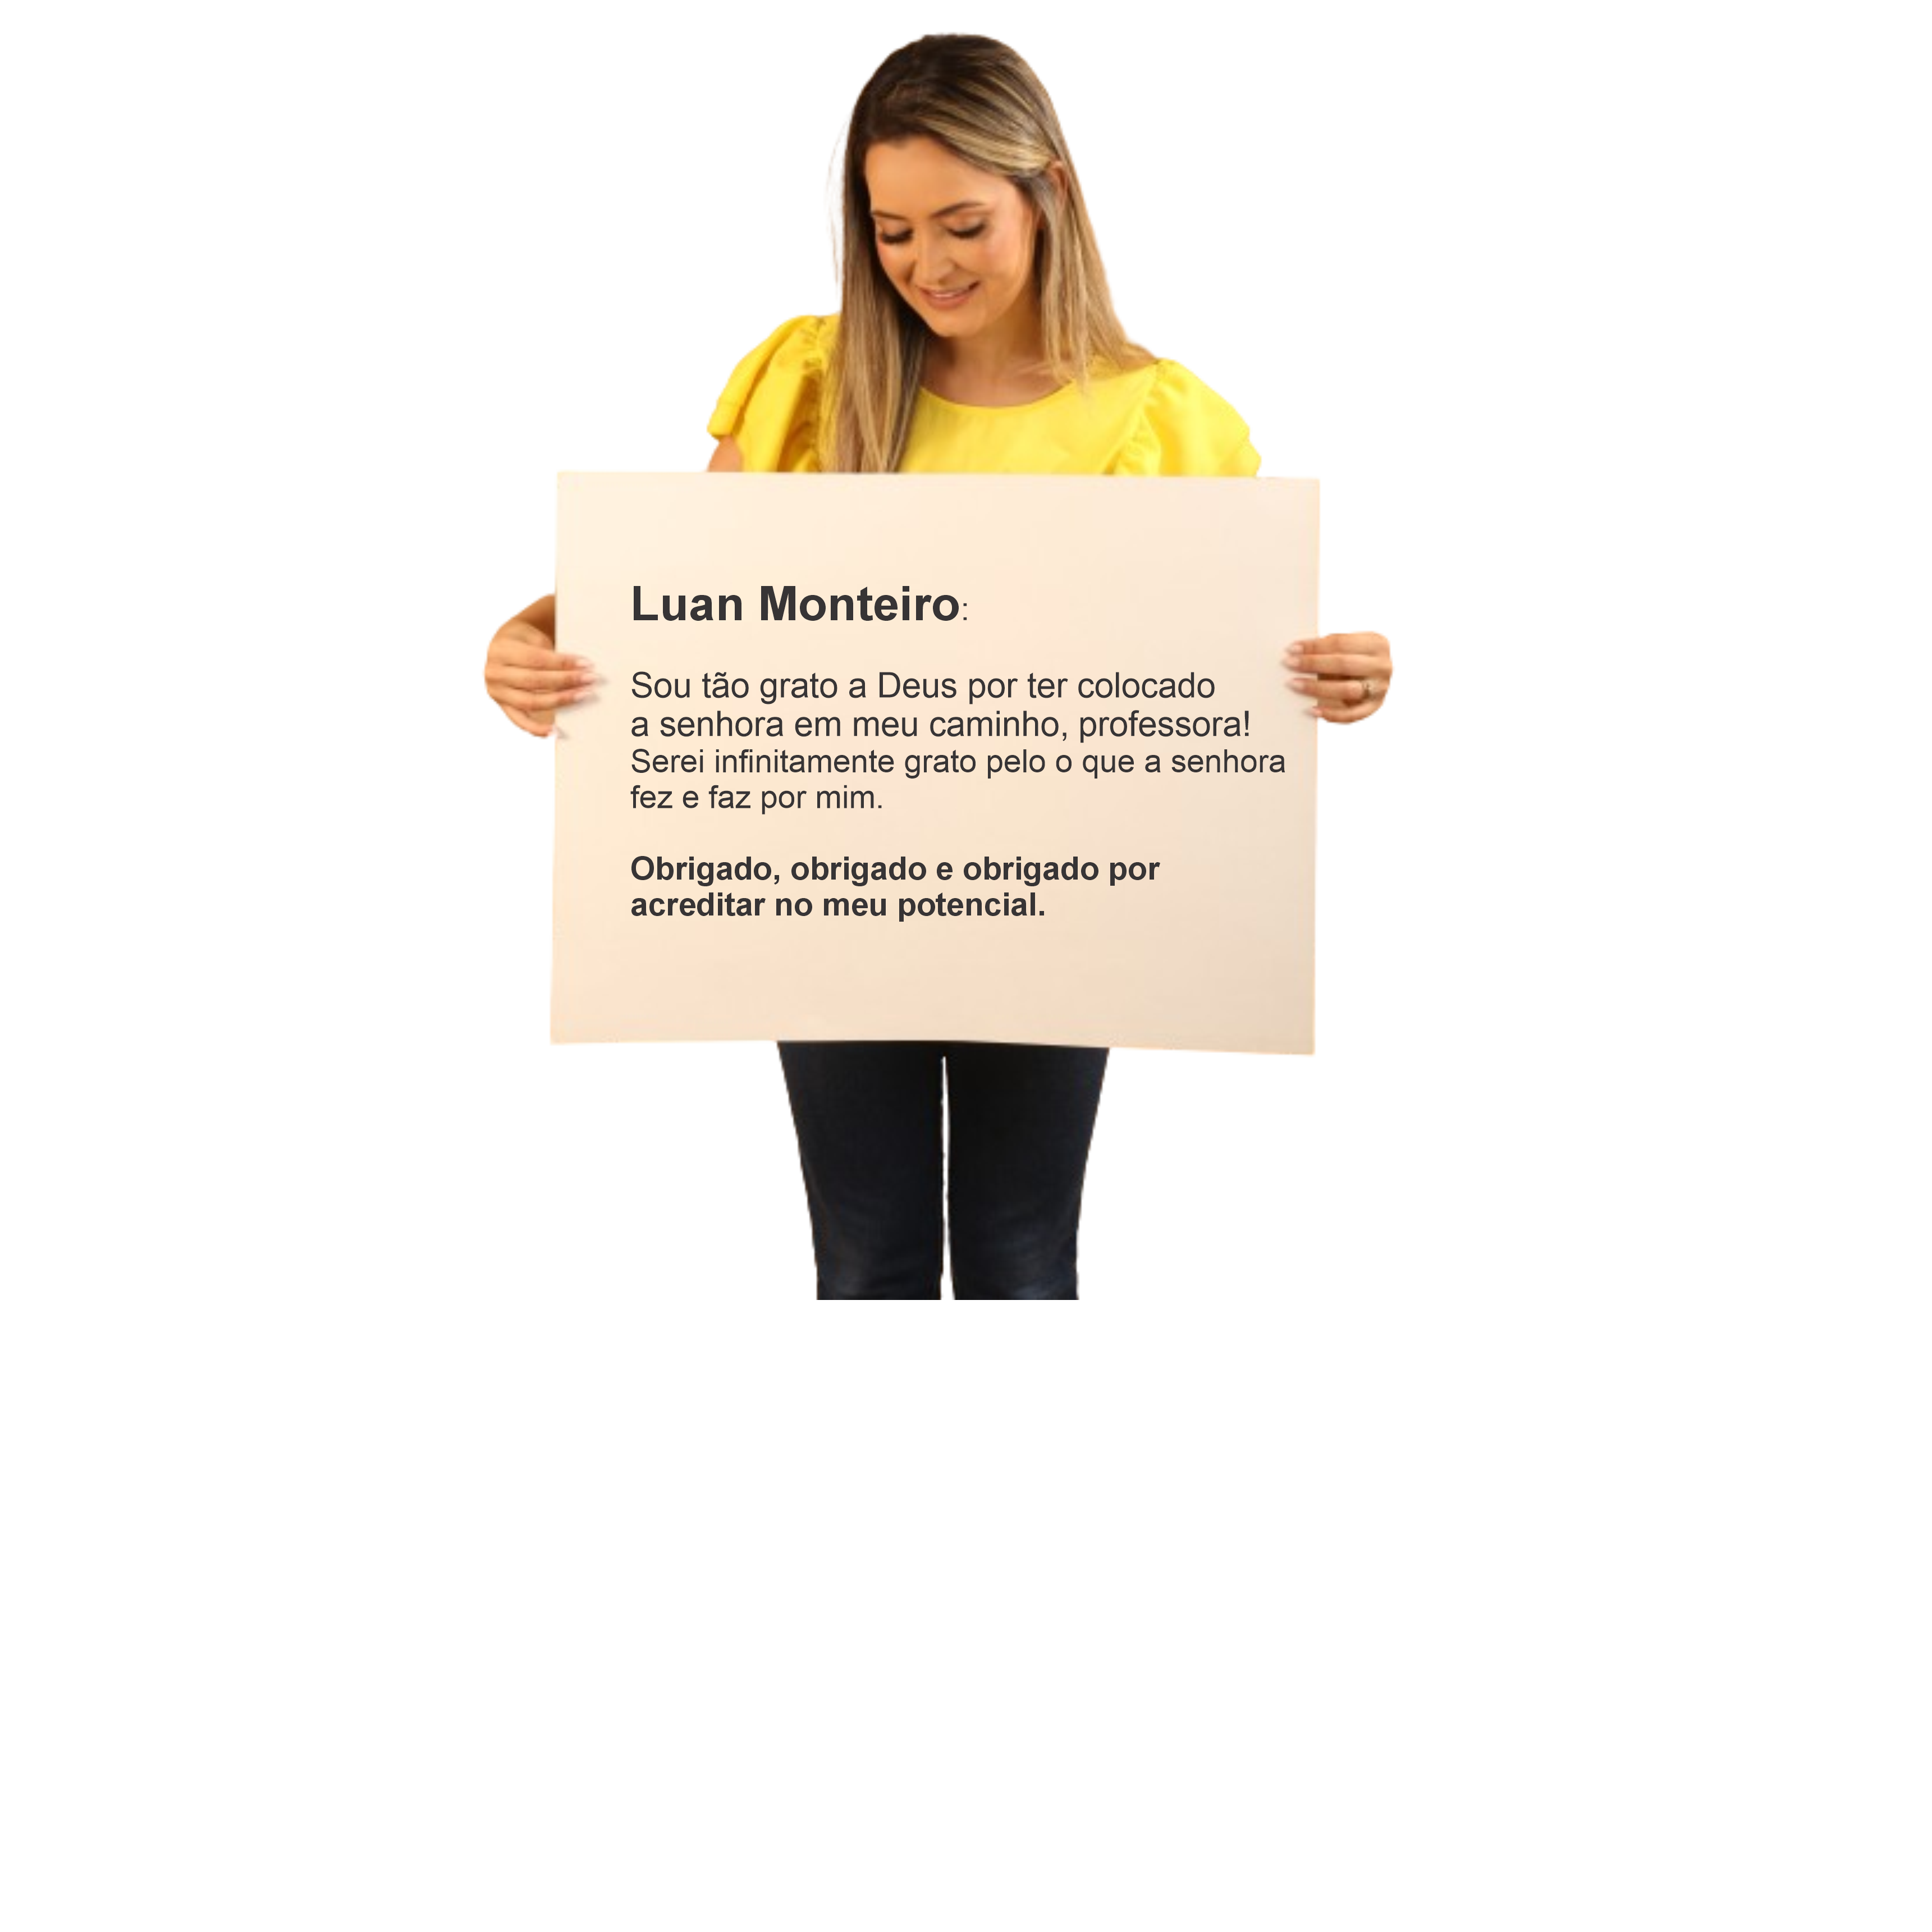 Luan Monteiro:
Sou tão grato a Deus por ter colocado
a senhora em meu caminho, professora!
Serei infinitamente grato pelo o que a senhora
fez e faz por mim.
Obrigado, obrigado e obrigado por
acreditar no meu potencial.